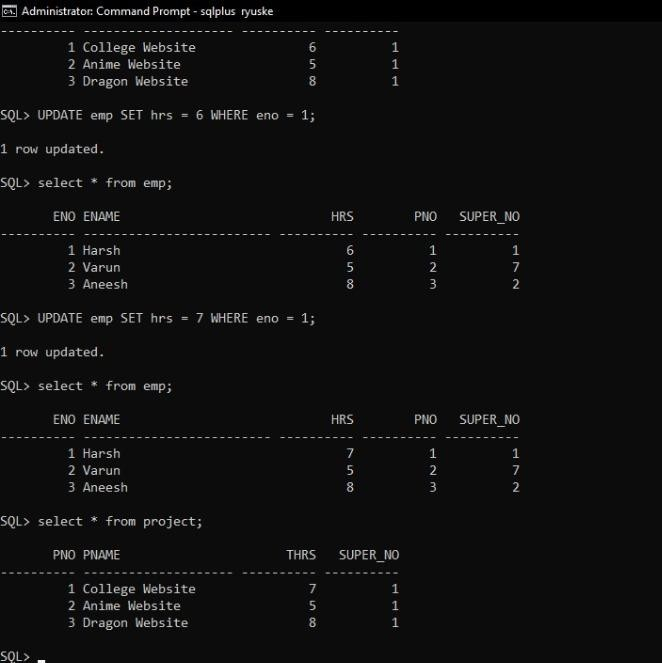 Administrator: Command Prompt - sqlplus ryuske
---------- -------------------- ---------- ----------
         1 College Website               6          1
         2 Anime Website                 5          1
         3 Dragon Website                8          1
SQL> UPDATE emp SET hrs = 6 WHERE eno = 1;
1 row updated.
SQL> select * from emp;
       ENO ENAME                            HRS        PNO   SUPER_NO
---------- ------------------------- ---------- ---------- ----------
         1 Harsh                              6          1          1
         2 Varun                              5          2          7
         3 Aneesh                             8          3          2
SQL> UPDATE emp SET hrs = 7 WHERE eno = 1;
1 row updated.
SQL> select * from emp;
       ENO ENAME                            HRS        PNO   SUPER_NO
---------- ------------------------- ---------- ---------- ----------
         1 Harsh                              7          1          1
         2 Varun                              5          2          7
         3 Aneesh                             8          3          2
SQL> select * from project;
       PNO PNAME                      THRS   SUPER_NO
---------- -------------------- ---------- ----------
         1 College Website               7          1
         2 Anime Website                 5          1
         3 Dragon Website                8          1
SQL>